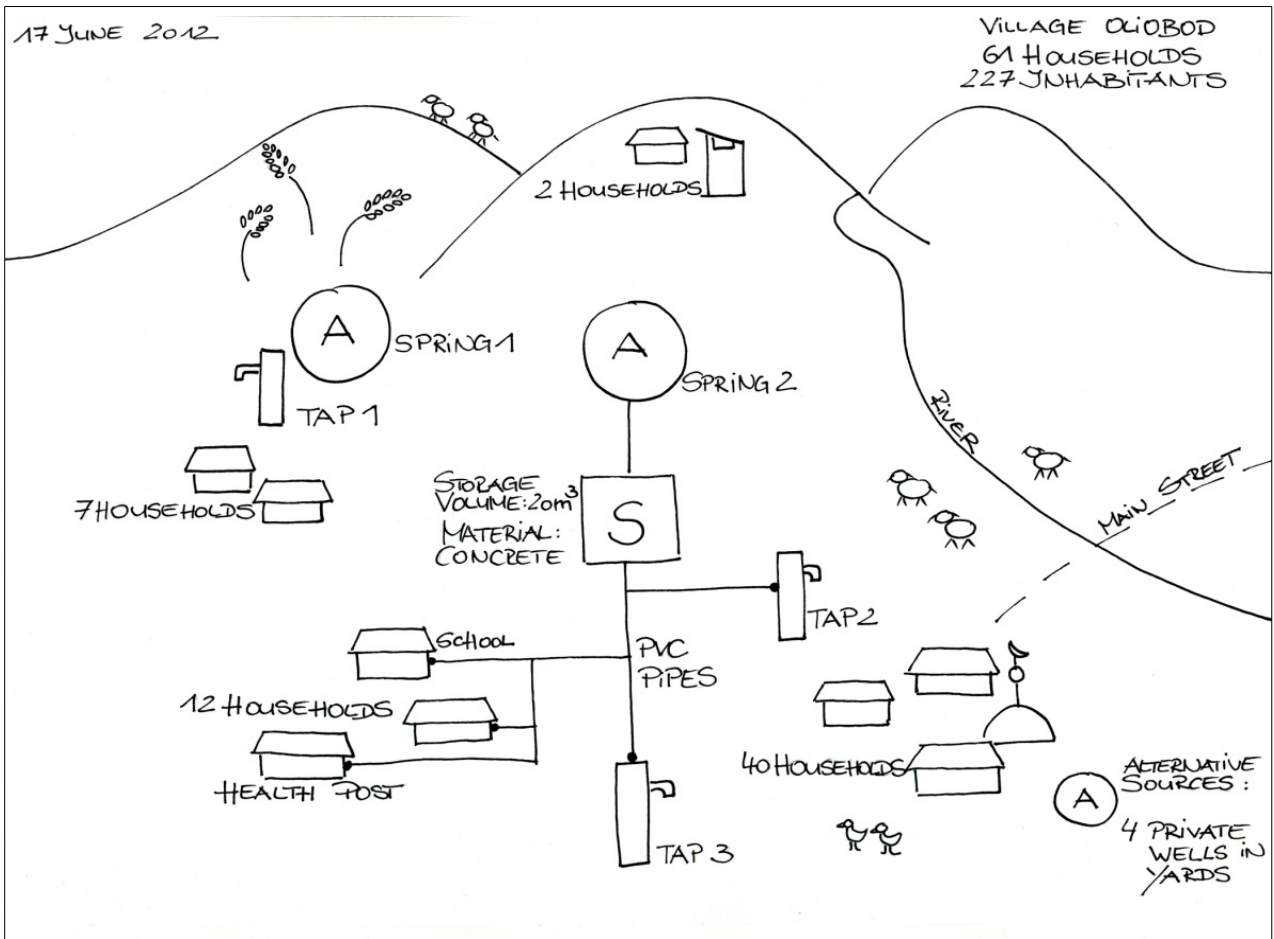 17 JUNE 2012
VILLAGE OLIOBOD
61 HOUSEHOLDS
227 INHABITANTS
2 HOUSEHOLDS
A
SPRING 1
A
SPRING 2
TAP 1
RIVER
MAIN STREET
7 HOUSEHOLDS
STORAGE
VOLUME: 20m³
MATERIAL:
CONCRETE
S
TAP 2
SCHOOL
PVC
PIPES
12 HOUSEHOLDS
HEALTH POST
40 HOUSEHOLDS
TAP 3
A
ALTERNATIVE
SOURCES:
4 PRIVATE
WELLS IN
YARDS